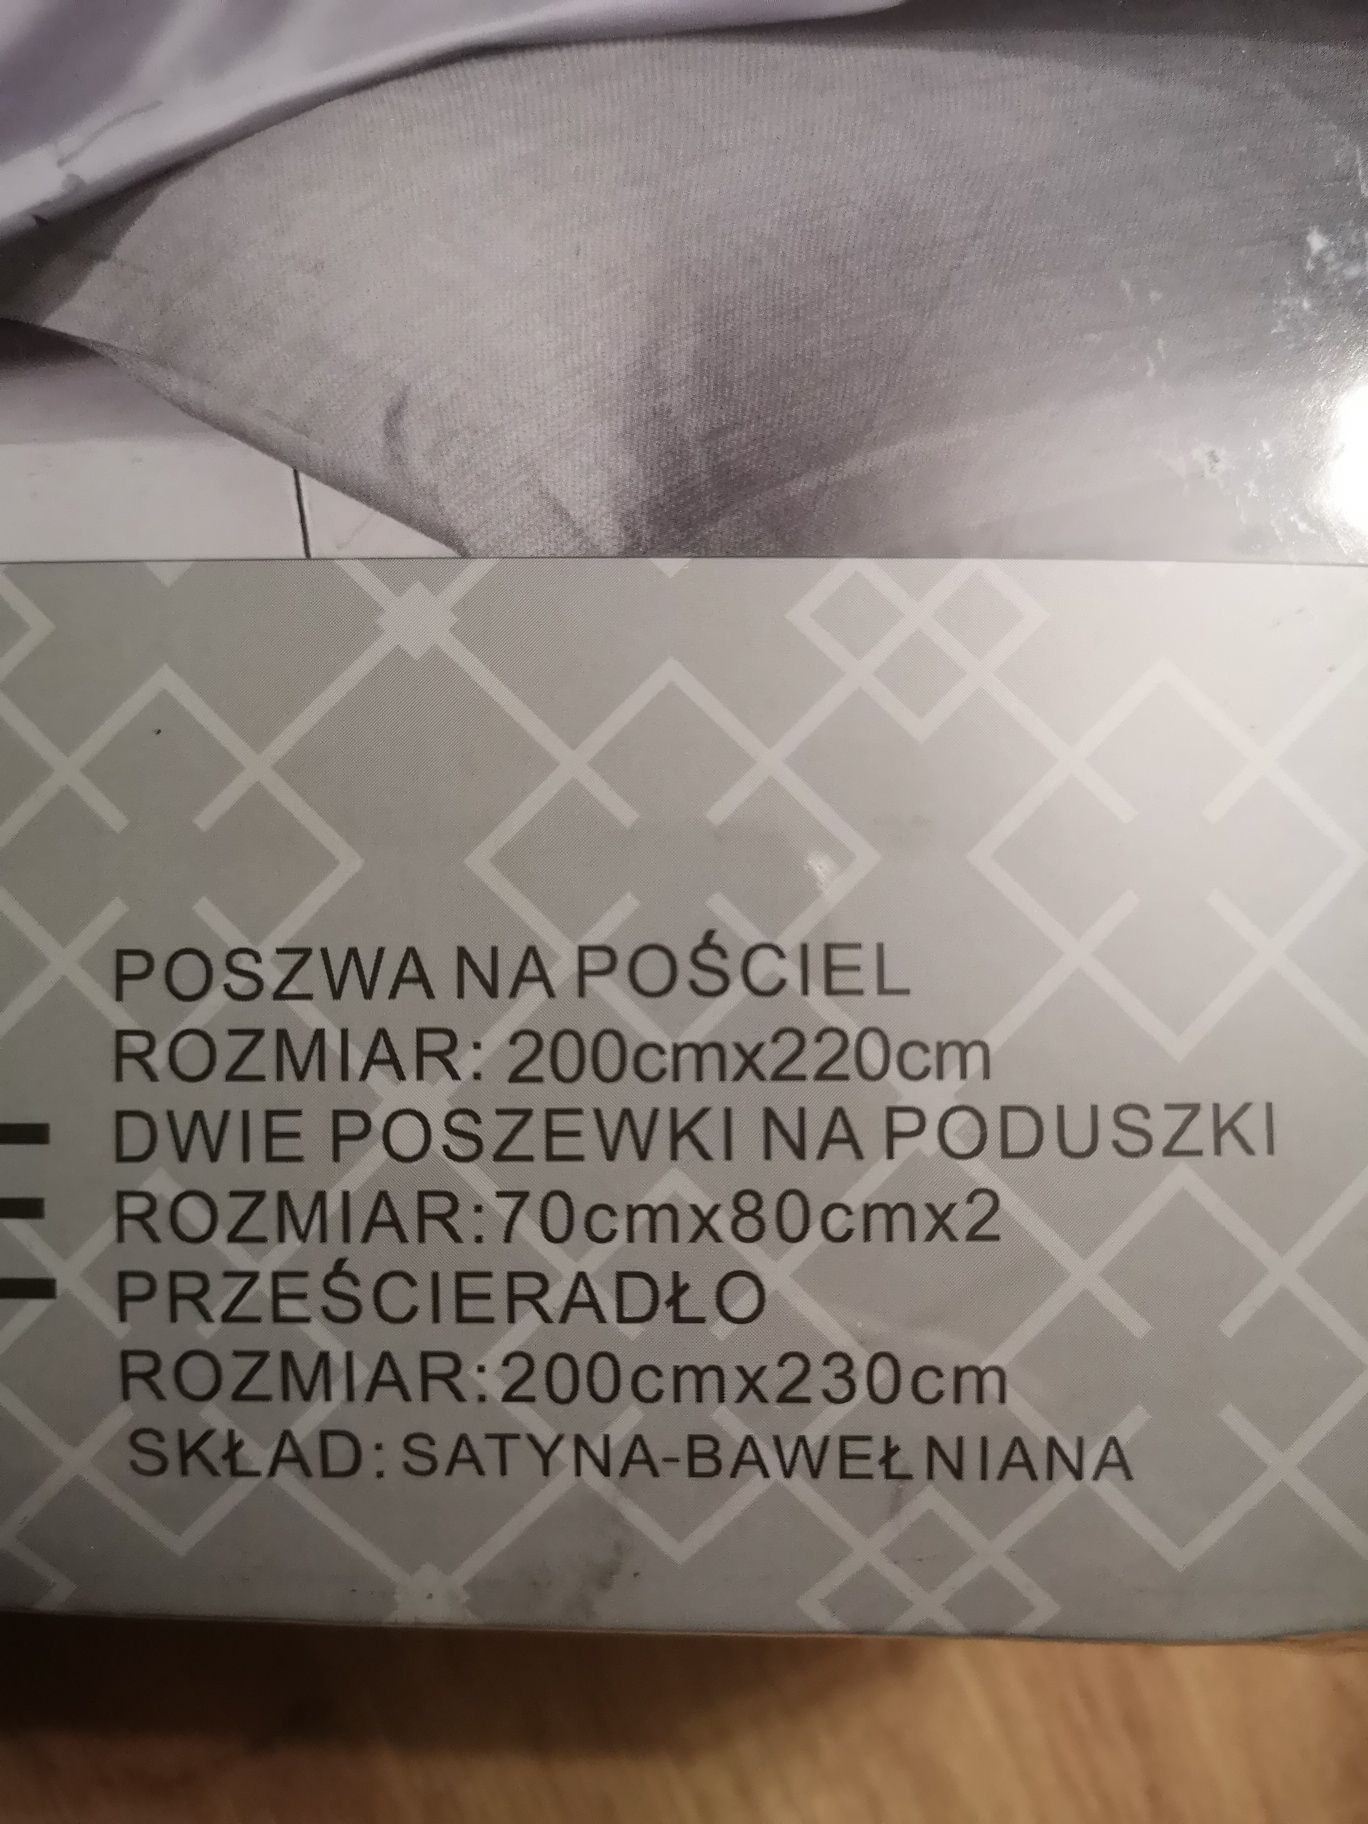 POSZWA NA POŚCIEL
ROZMIAR: 200cmx220cm
DWIE POSZEWKI NA PODUSZKI
ROZMIAR:70cmx80cmx2
PRZEŚCIERADŁO
ROZMIAR:200cmx230cm
SKŁAD: SATYNA-BAWEŁNIANA